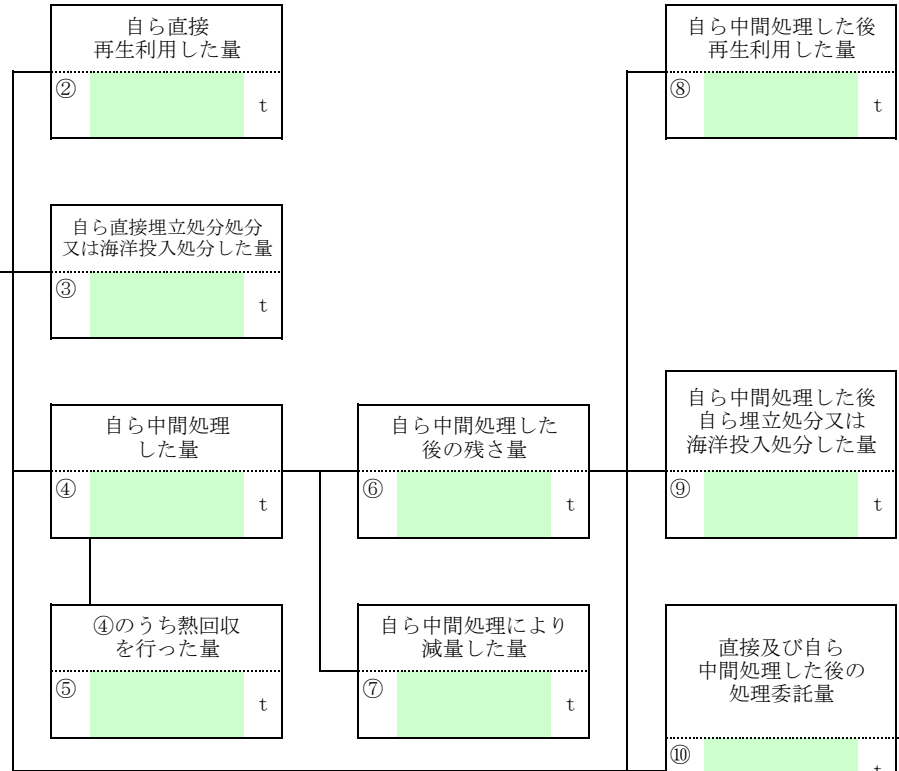 自ら直接
再生利用した量
②
t
自ら中間処理した後
再生利用した量
⑧
t
自ら直接埋立処分処分
又は海洋投入処分した量
③
t
自ら中間処理
した量
④
t
自ら中間処理した
後の残さ量
⑥
t
自ら中間処理した後
自ら埋立処分又は
海洋投入処分した量
⑨
t
④のうち熱回収
を行った量
⑤
t
自ら中間処理により
減量した量
⑦
t
直接及び自ら
中間処理した後の
処理委託量
⑩
t